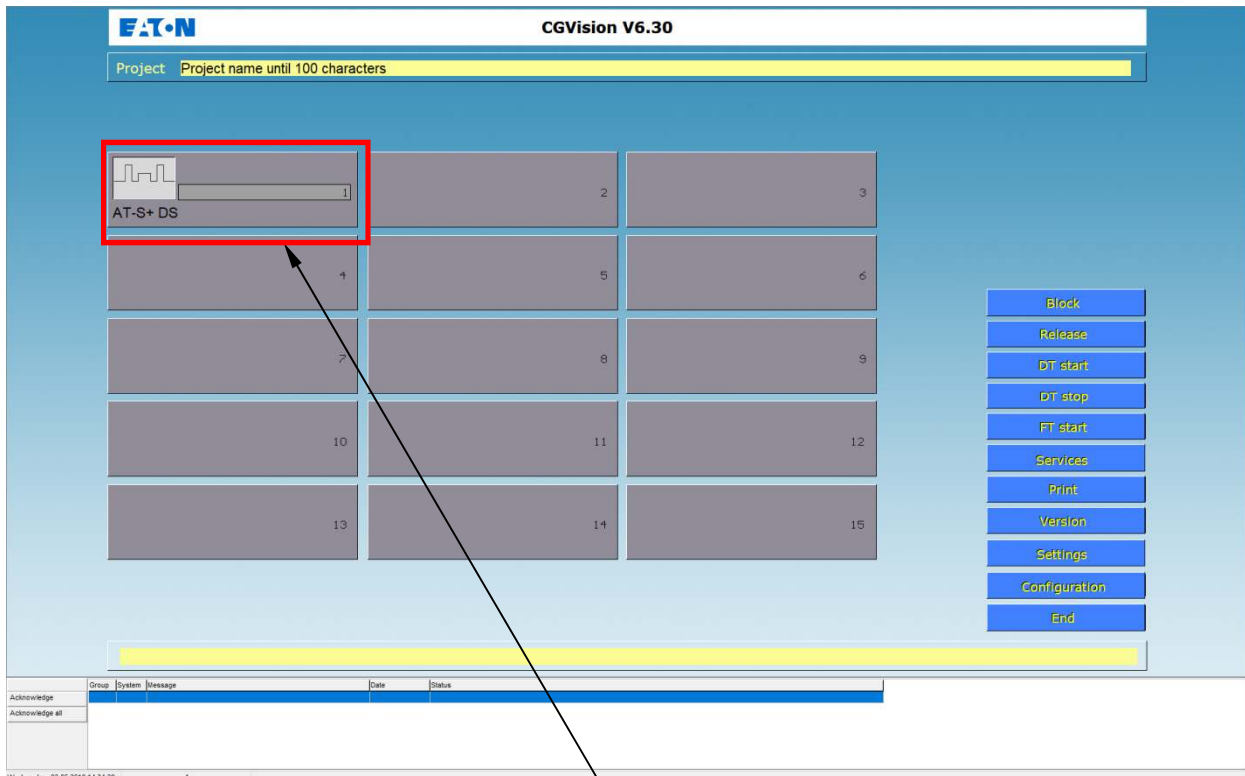 EATON
CGVision V6.30
Project Project name until 100 characters
1
AT-S+ DS
2
3
4
5
6
7
8
9
10
11
12
13
14
15
Block
Release
DT start
DT stop
FT start
Services
Print
Version
Settings
Configuration
End
Group System Message Date Status
Acknowledge
Acknowledge all